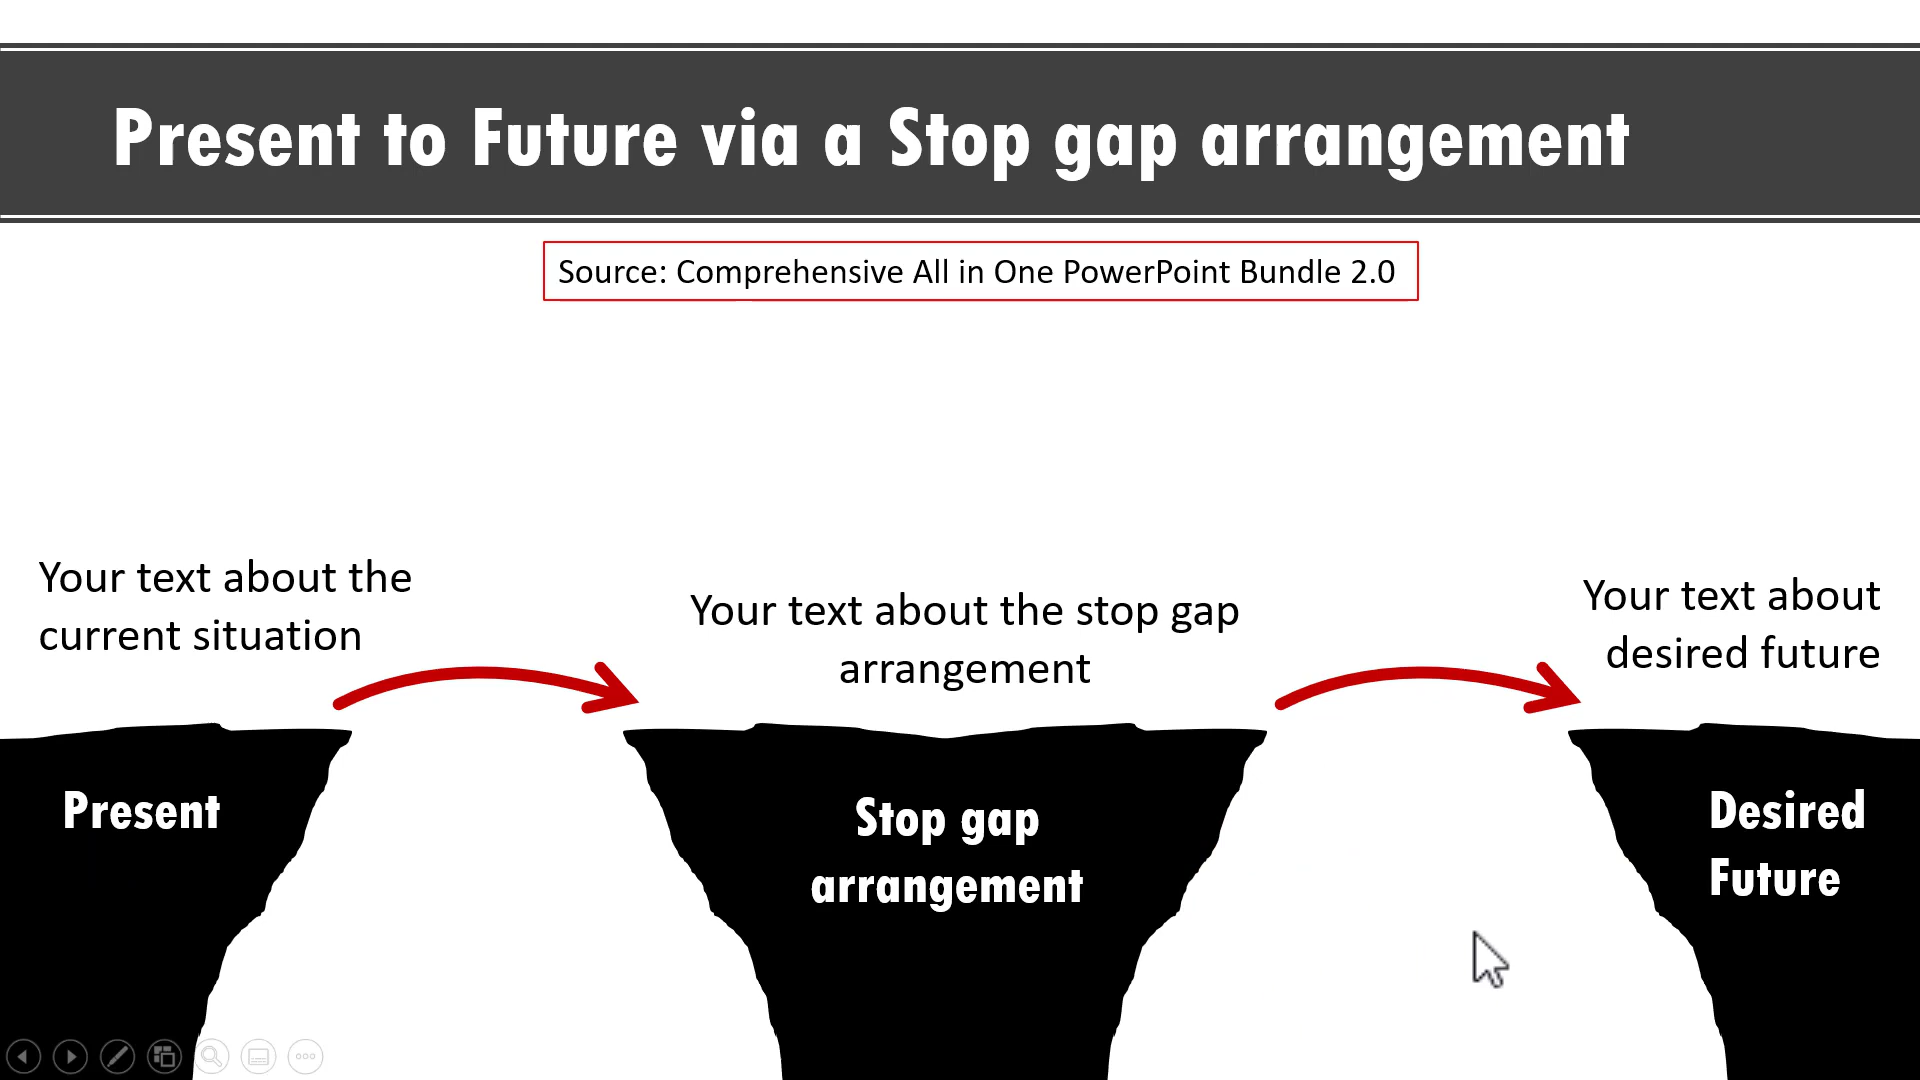 Present to Future via a Stop gap arrangement
Source: Comprehensive All in One PowerPoint Bundle 2.0
Your text about the
current situation
Your text about the stop gap
arrangement
Your text about
desired future
Present
Stop gap
arrangement
Desired
Future